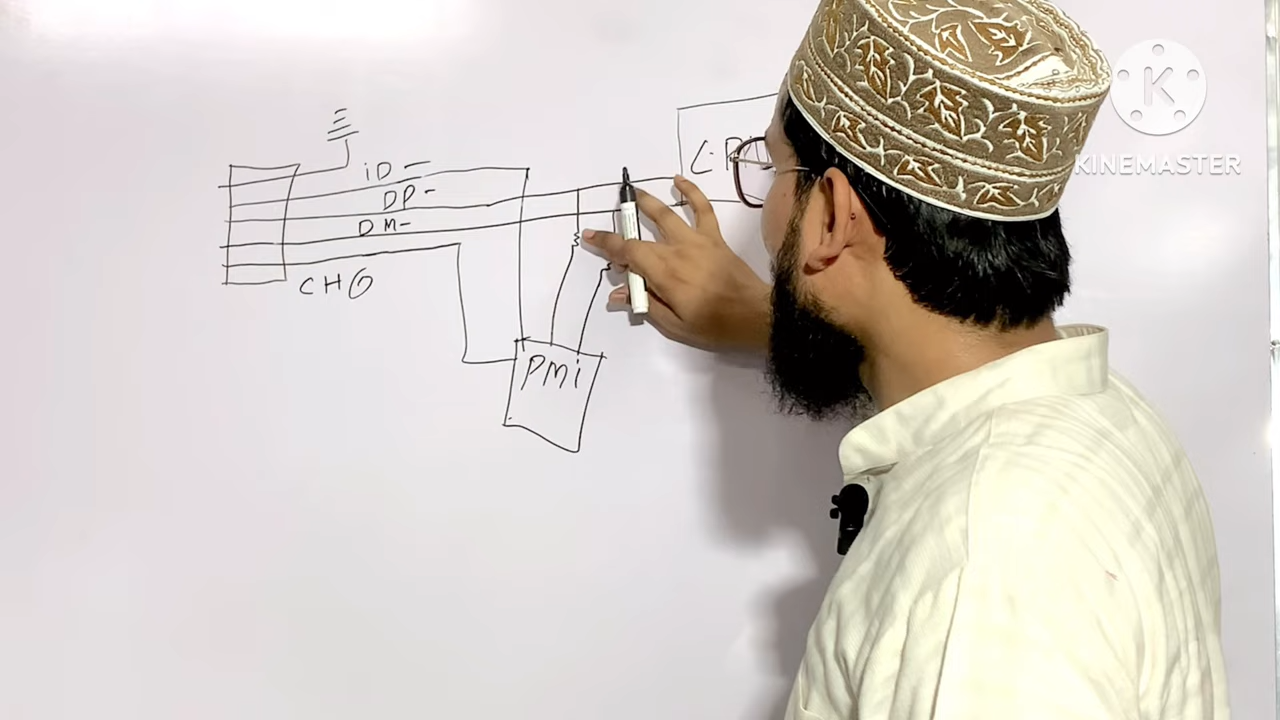 iD -
DP -
DM -
CHG
PMi
K
KINEMASTER